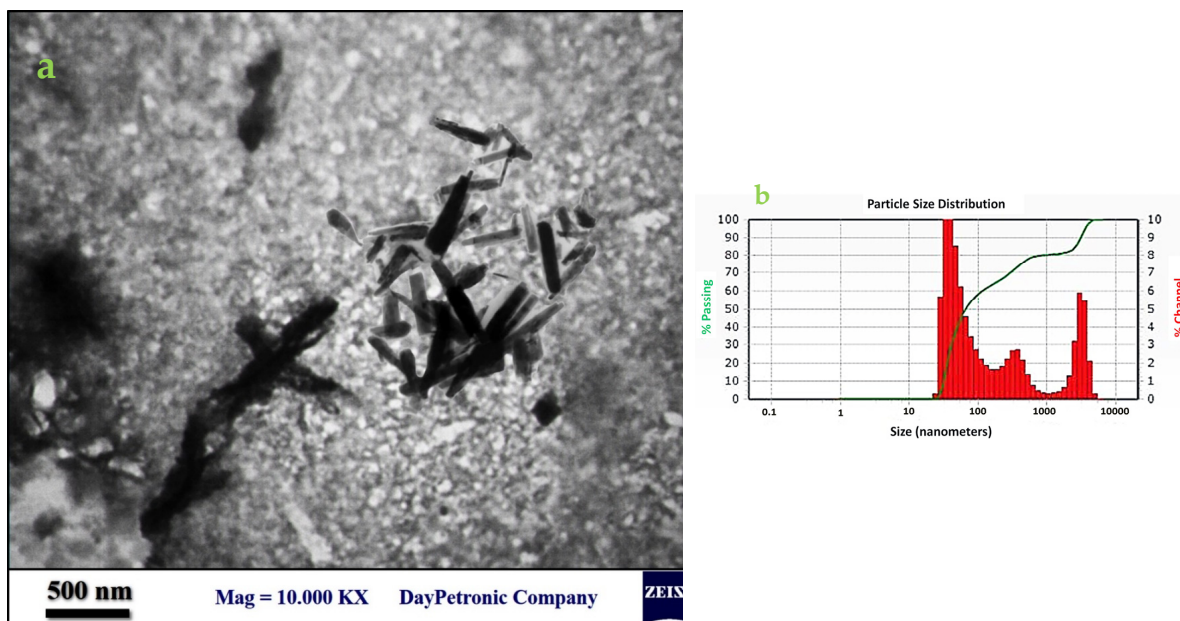 a
500 nm
Mag = 10.000 KX DayPetronic Company
ZEISS
b
Particle Size Distribution
100
90
80
70
60
50
40
30
20
10
0
% Passing
10
9
8
7
6
5
4
3
2
1
0
% Channel
0.1 1 10 100 1000 10000
Size (nanometers)